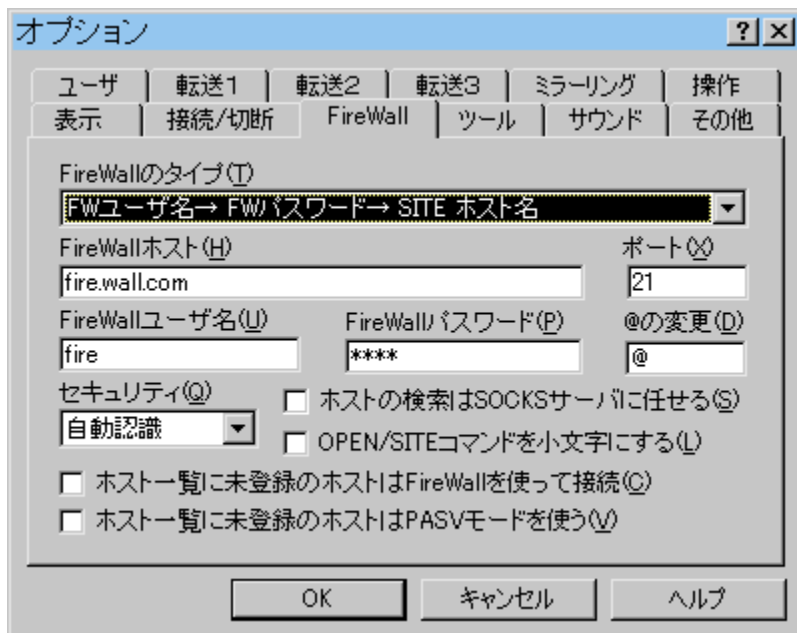 オプション
ユーザ 転送1 転送2 転送3 ミラーリング 操作
表示 接続/切断 FireWall ツール サウンド その他
FireWallのタイプ(T)
FWユーザ名→ FWパスワード→ SITE ホスト名
FireWallホスト(H) ポート(X)
fire.wall.com 21
FireWallユーザ名(U) FireWallパスワード(P) @の変更(D)
fire **** @
セキュリティ(Q) ホストの検索はSOCKSサーバに任せる(S)
自動認識 OPEN/SITEコマンドを小文字にする(L)
ホスト一覧に未登録のホストはFireWallを使って接続(C)
ホスト一覧に未登録のホストはPASVモードを使う(V)
OK キャンセル ヘルプ